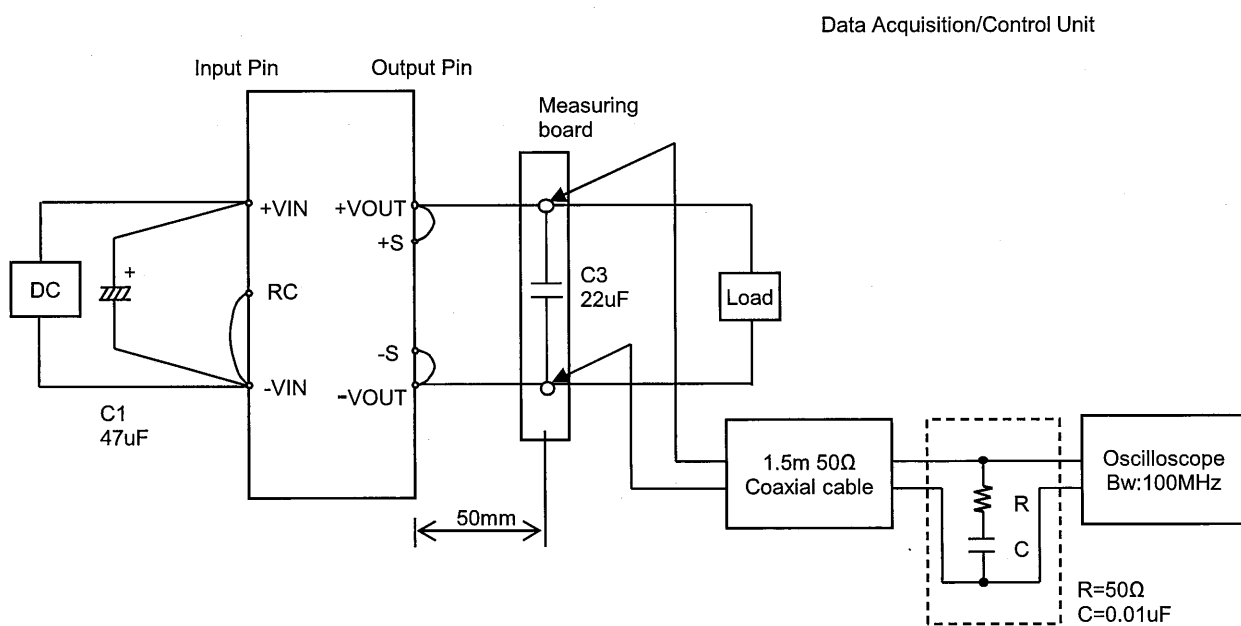 Data Acquisition/Control Unit
Input Pin
Output Pin
Measuring
board
+VIN
+VOUT
+S
DC
+
RC
C3
22uF
Load
-S
-VIN
-VOUT
C1
47uF
50mm
1.5m 50Ω
Coaxial cable
R
C
Oscilloscope
Bw:100MHz
R=50Ω
C=0.01uF